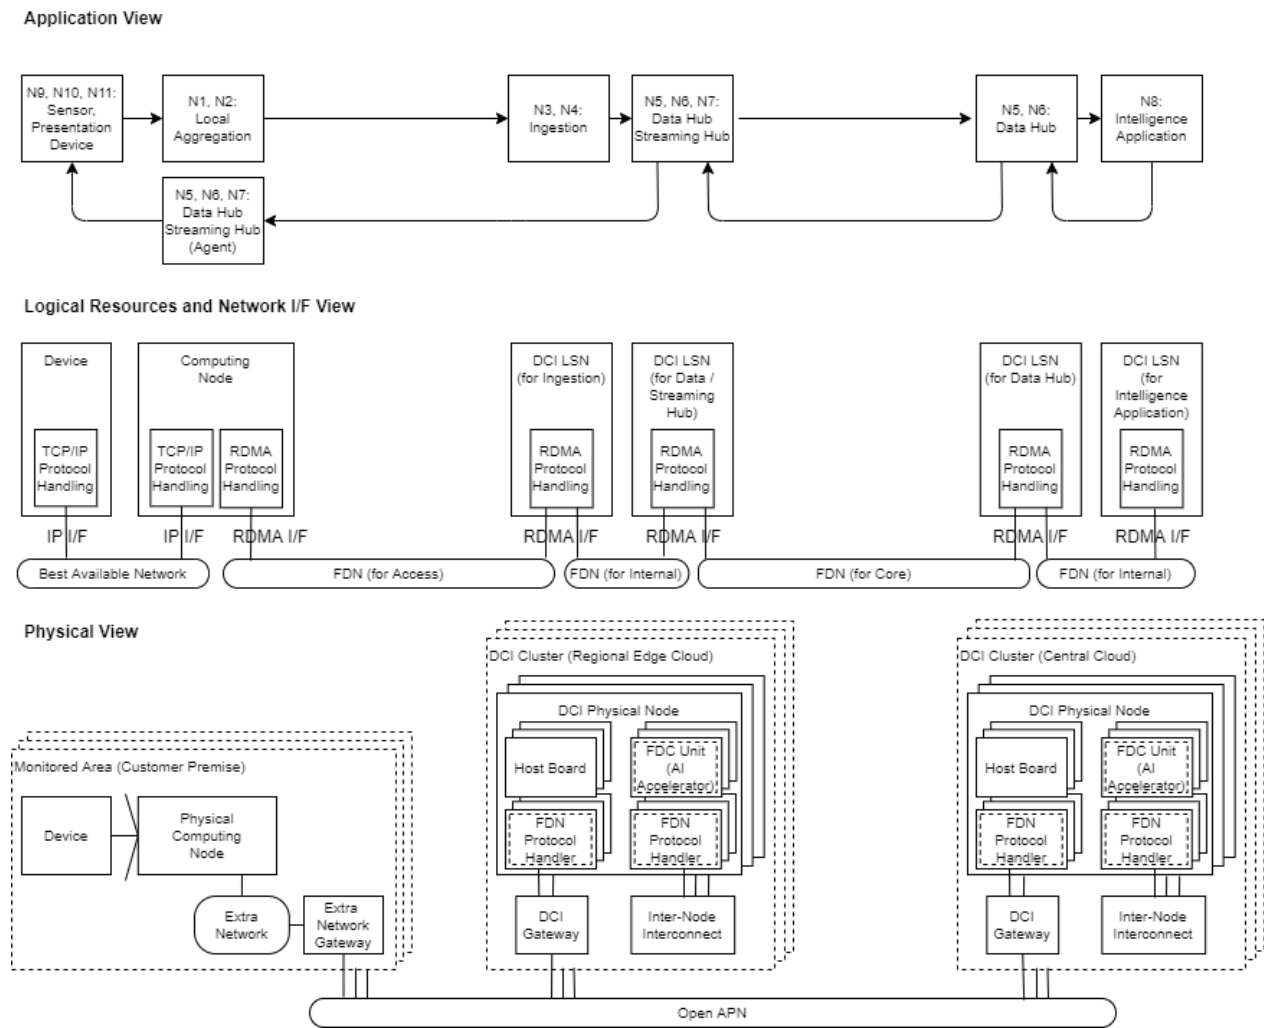 Application View
N9, N10, N11:
Sensor,
Presentation
Device
N1, N2:
Local
Aggregation
N3, N4:
Ingestion
N5, N6, N7:
Data Hub
Streaming Hub
N5, N6:
Data Hub
N8:
Intelligence
Application
N5, N6, N7:
Data Hub
Streaming Hub
(Agent)
Logical Resources and Network I/F View
Device
TCP/IP
Protocol
Handling
Computing
Node
TCP/IP
Protocol
Handling
RDMA
Protocol
Handling
DCI LSN
(for Ingestion)
RDMA
Protocol
Handling
DCI LSN
(for Data /
Streaming
Hub)
RDMA
Protocol
Handling
DCI LSN
(for Data Hub)
RDMA
Protocol
Handling
DCI LSN
(for
Intelligence
Application)
RDMA
Protocol
Handling
IP I/F
IP I/F
RDMA I/F
RDMA I/F
RDMA I/F
RDMA I/F
RDMA I/F
Best Available Network
FDN (for Access)
FDN (for Internal)
FDN (for Core)
FDN (for Internal)
Physical View
Monitored Area (Customer Premise)
Device
Physical
Computing
Node
Extra
Network
Extra
Network
Gateway
DCI Cluster (Regional Edge Cloud)
DCI Physical Node
Host Board
FDC Unit
(AI
Accelerator)
FDN
Protocol
Handler
FDN
Protocol
Handler
DCI
Gateway
Inter-Node
Interconnect
DCI Cluster (Central Cloud)
DCI Physical Node
Host Board
FDC Unit
(AI
Accelerator)
FDN
Protocol
Handler
FDN
Protocol
Handler
DCI
Gateway
Inter-Node
Interconnect
Open APN